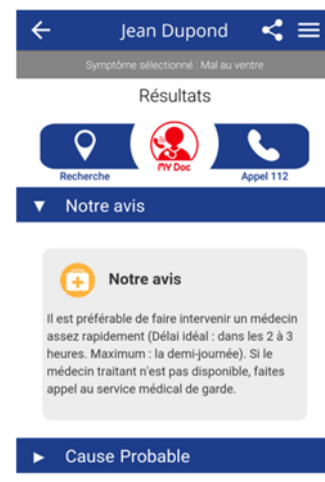 Jean Dupond
Symptôme sélectionné : Mal au ventre
Résultats
MY Doc
Recherche
Appel 112
Notre avis
Notre avis
Il est préférable de faire intervenir un médecin
assez rapidement (Délai idéal : dans les 2 à 3
heures. Maximum : la demi-journée). Si le
médecin traitant n'est pas disponible, faites
appel au service médical de garde.
Cause Probable